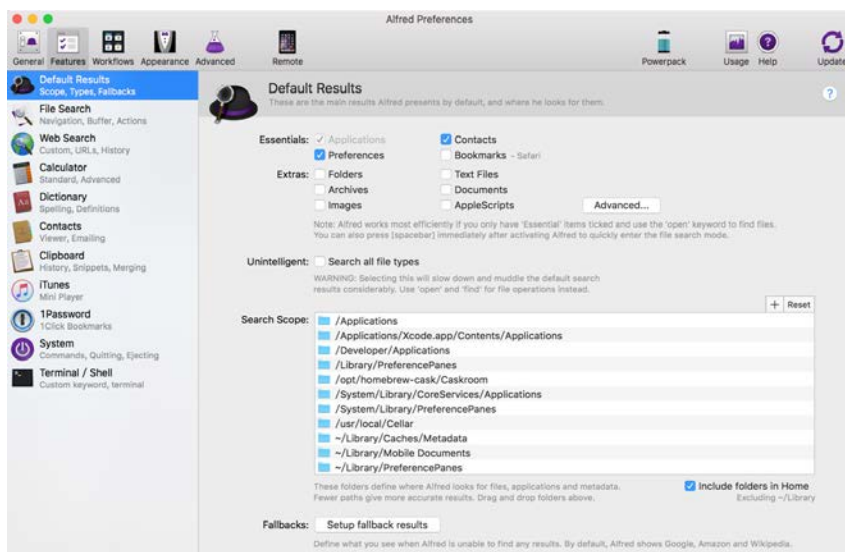 Alfred Preferences
General Features Workflows Appearance Advanced Remote Powerpack Usage Help Update
Default Results
Scope, Types, Fallbacks
File Search
Navigation, Buffer, Actions
Web Search
Custom, URLs, History
Calculator
Standard, Advanced
Dictionary
Spelling, Definitions
Contacts
Viewer, Emailing
Clipboard
History, Snippets, Merging
iTunes
Mini Player
1Password
1Click Bookmarks
System
Commands, Quitting, Ejecting
Terminal / Shell
Custom keyword, terminal
Default Results
These are the main results Alfred presents by default, and where he looks for them.
?
Essentials: Applications Contacts
Preferences Bookmarks - Safari
Extras: Folders Text Files
Archives Documents
Images AppleScripts Advanced...
Note: Alfred works most efficiently if you only have 'Essential' items ticked and use the 'open' keyword to find files.
You can also press [spacebar] immediately after activating Alfred to quickly enter the file search mode.
Unintelligent: Search all file types
WARNING: Selecting this will slow down and muddle the default search
results considerably. Use 'open' and 'find' for file operations instead.
+ Reset
Search Scope: /Applications
/Applications/Xcode.app/Contents/Applications
/Developer/Applications
/Library/PreferencePanes
/opt/homebrew-cask/Caskroom
/System/Library/CoreServices/Applications
/System/Library/PreferencePanes
/usr/local/Cellar
~/Library/Caches/Metadata
~/Library/Mobile Documents
~/Library/PreferencePanes
These folders define where Alfred looks for files, applications and metadata. Include folders in Home
Fewer paths give more accurate results. Drag and drop folders above. Excluding ~/Library
Fallbacks: Setup fallback results
Define what you see when Alfred is unable to find any results. By default, Alfred shows Google, Amazon and Wikipedia.